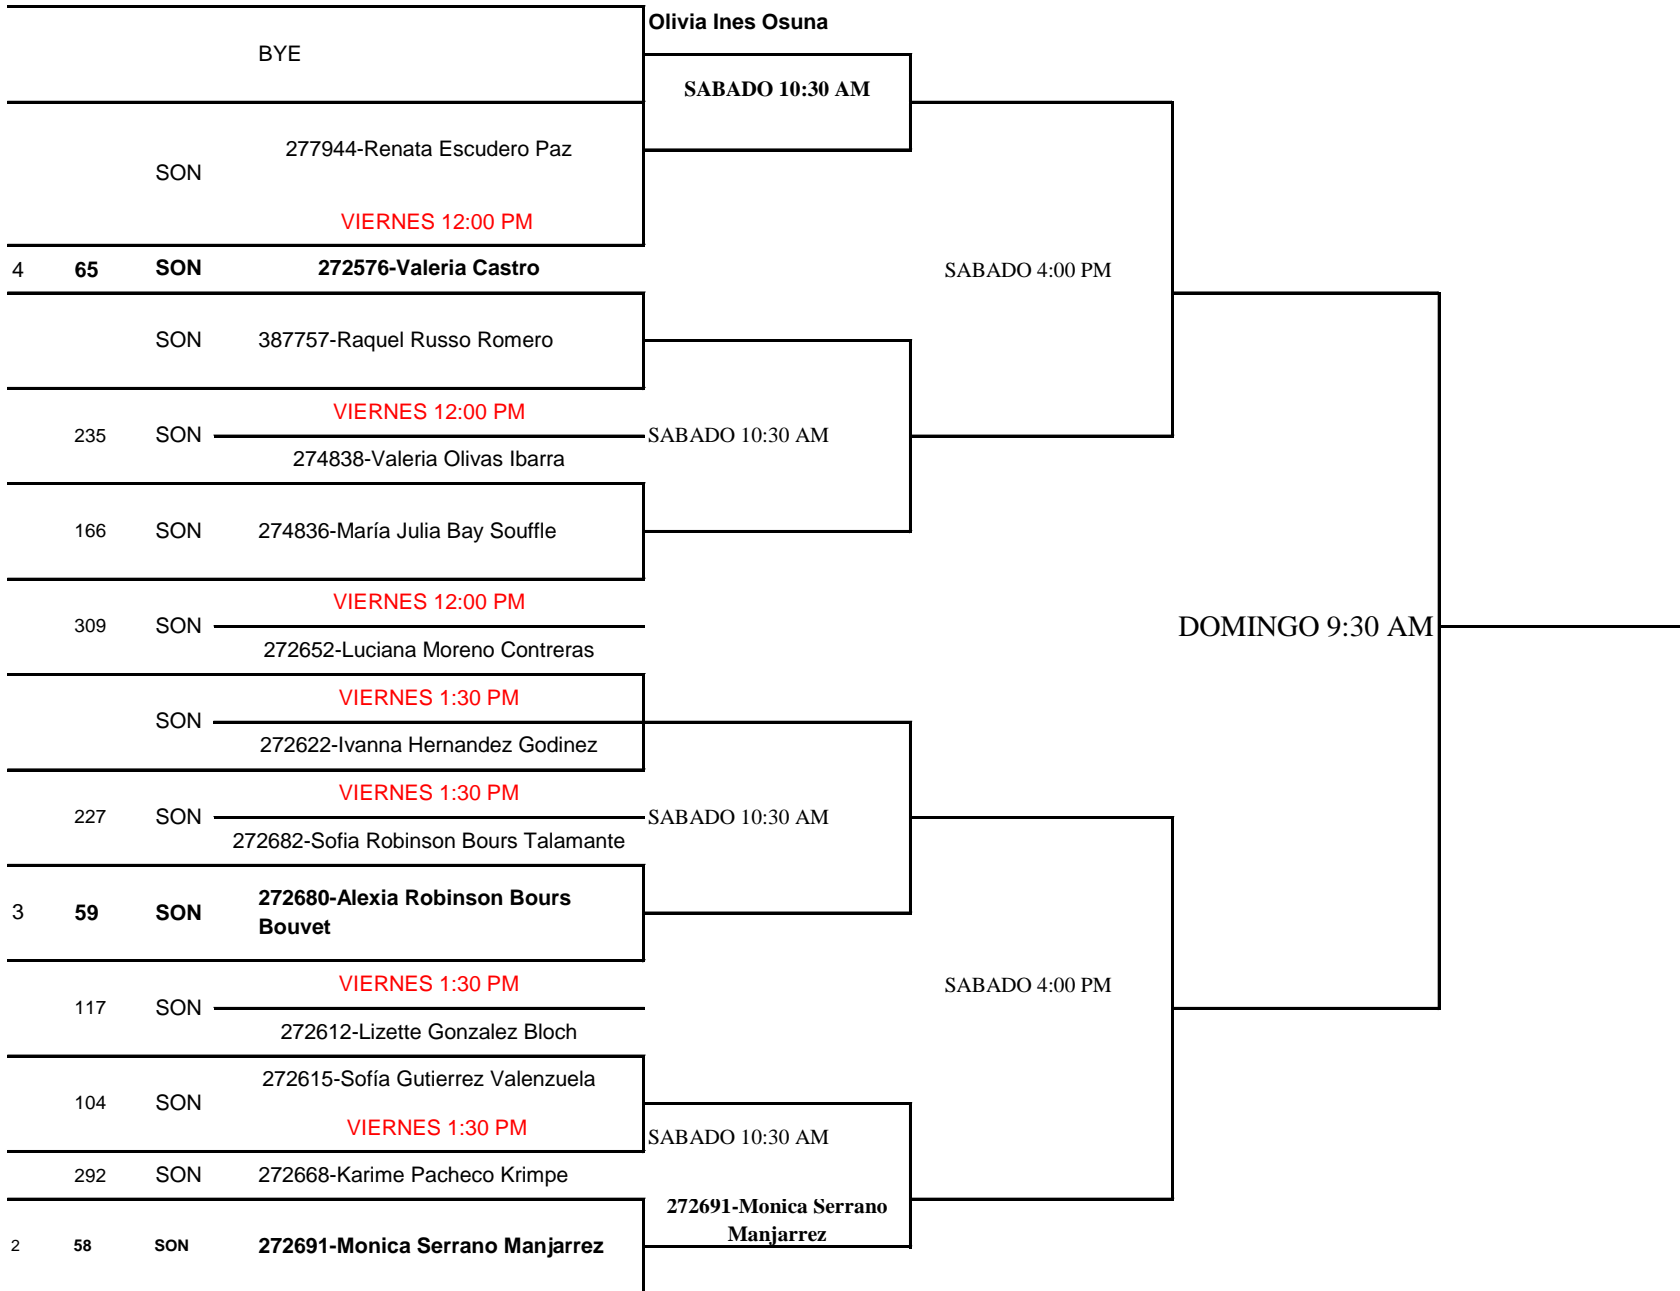 Olivia Ines Osuna
BYE
SABADO 10:30 AM
277944-Renata Escudero Paz
SON
VIERNES 12:00 PM
4 65 SON 272576-Valeria Castro
SABADO 4:00 PM
SON 387757-Raquel Russo Romero
VIERNES 12:00 PM
235 SON
SABADO 10:30 AM
274838-Valeria Olivas Ibarra
166 SON 274836-María Julia Bay Souffle
VIERNES 12:00 PM
309 SON
DOMINGO 9:30 AM
272652-Luciana Moreno Contreras
VIERNES 1:30 PM
SON
272622-Ivanna Hernandez Godinez
VIERNES 1:30 PM
227 SON
SABADO 10:30 AM
272682-Sofia Robinson Bours Talamante
272680-Alexia Robinson Bours
3 59 SON
Bouvet
VIERNES 1:30 PM
SABADO 4:00 PM
117 SON
272612-Lizette Gonzalez Bloch
272615-Sofía Gutierrez Valenzuela
104 SON
VIERNES 1:30 PM
SABADO 10:30 AM
292 SON 272668-Karime Pacheco Krimpe
272691-Monica Serrano
Manjarrez
2 58 SON 272691-Monica Serrano Manjarrez